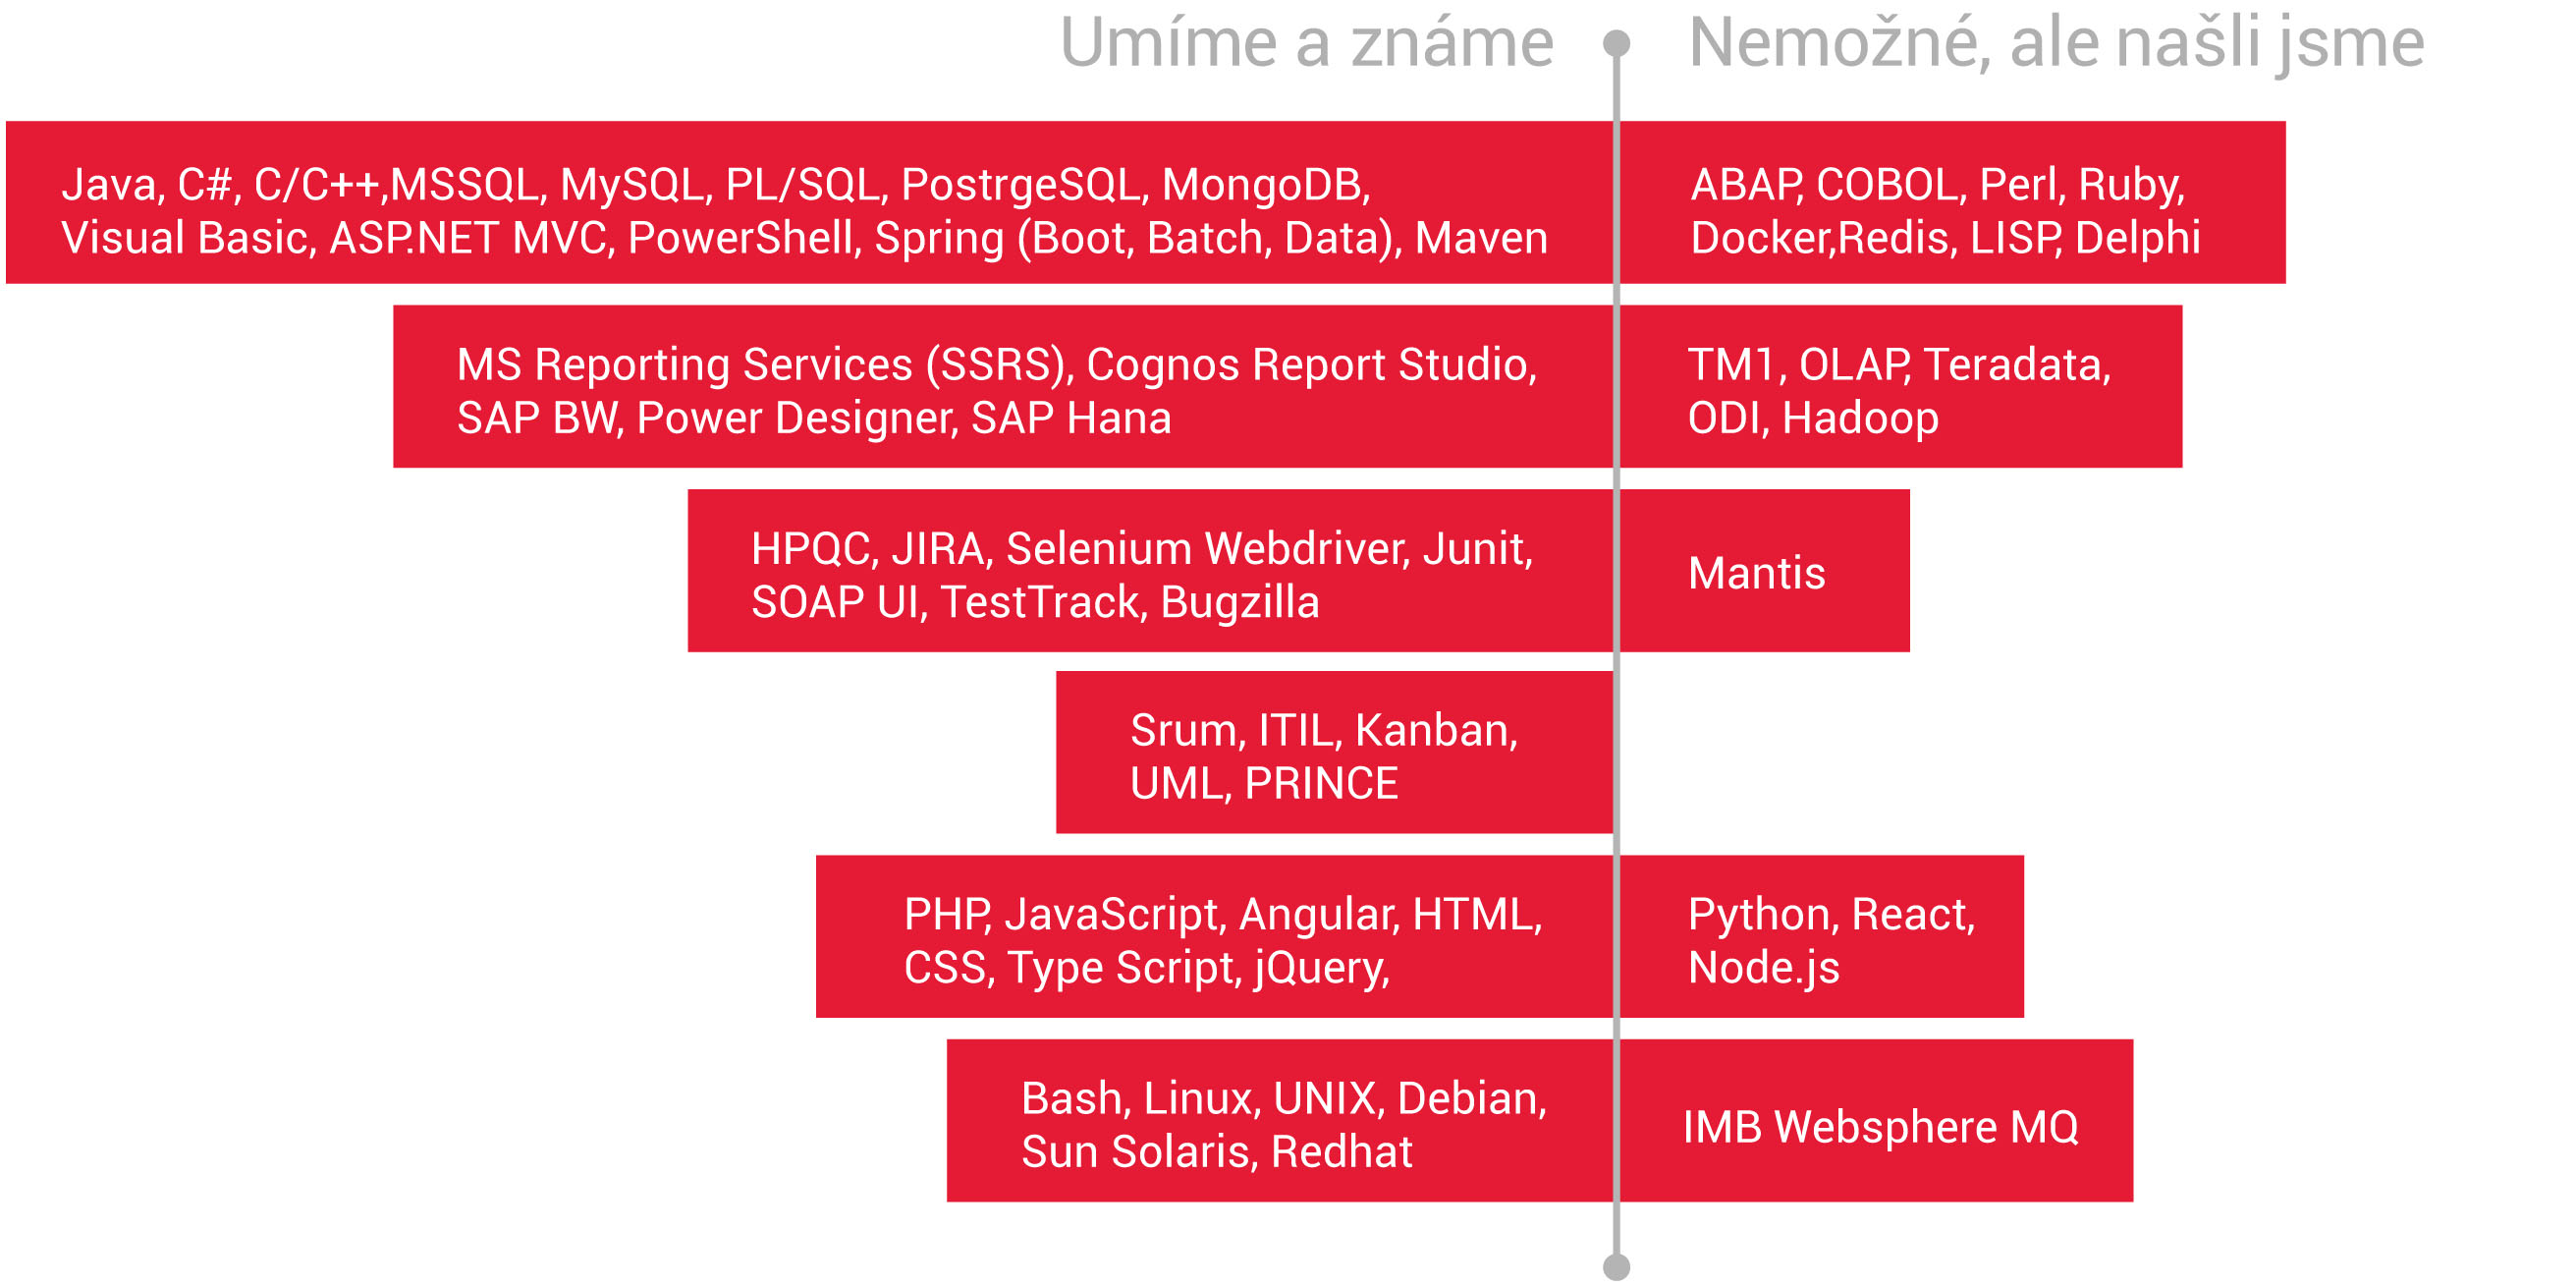 Umíme a známe
Nemožné, ale našli jsme
Java, C#, C/C++,MSSQL, MySQL, PL/SQL, PostrgeSQL, MongoDB,
Visual Basic, ASP.NET MVC, PowerShell, Spring (Boot, Batch, Data), Maven
ABAP, COBOL, Perl, Ruby,
Docker,Redis, LISP, Delphi
MS Reporting Services (SSRS), Cognos Report Studio,
SAP BW, Power Designer, SAP Hana
TM1, OLAP, Teradata,
ODI, Hadoop
HPQC, JIRA, Selenium Webdriver, Junit,
SOAP UI, TestTrack, Bugzilla
Mantis
Srum, ITIL, Kanban,
UML, PRINCE
PHP, JavaScript, Angular, HTML,
CSS, Type Script, jQuery,
Python, React,
Node.js
Bash, Linux, UNIX, Debian,
Sun Solaris, Redhat
IMB Websphere MQ